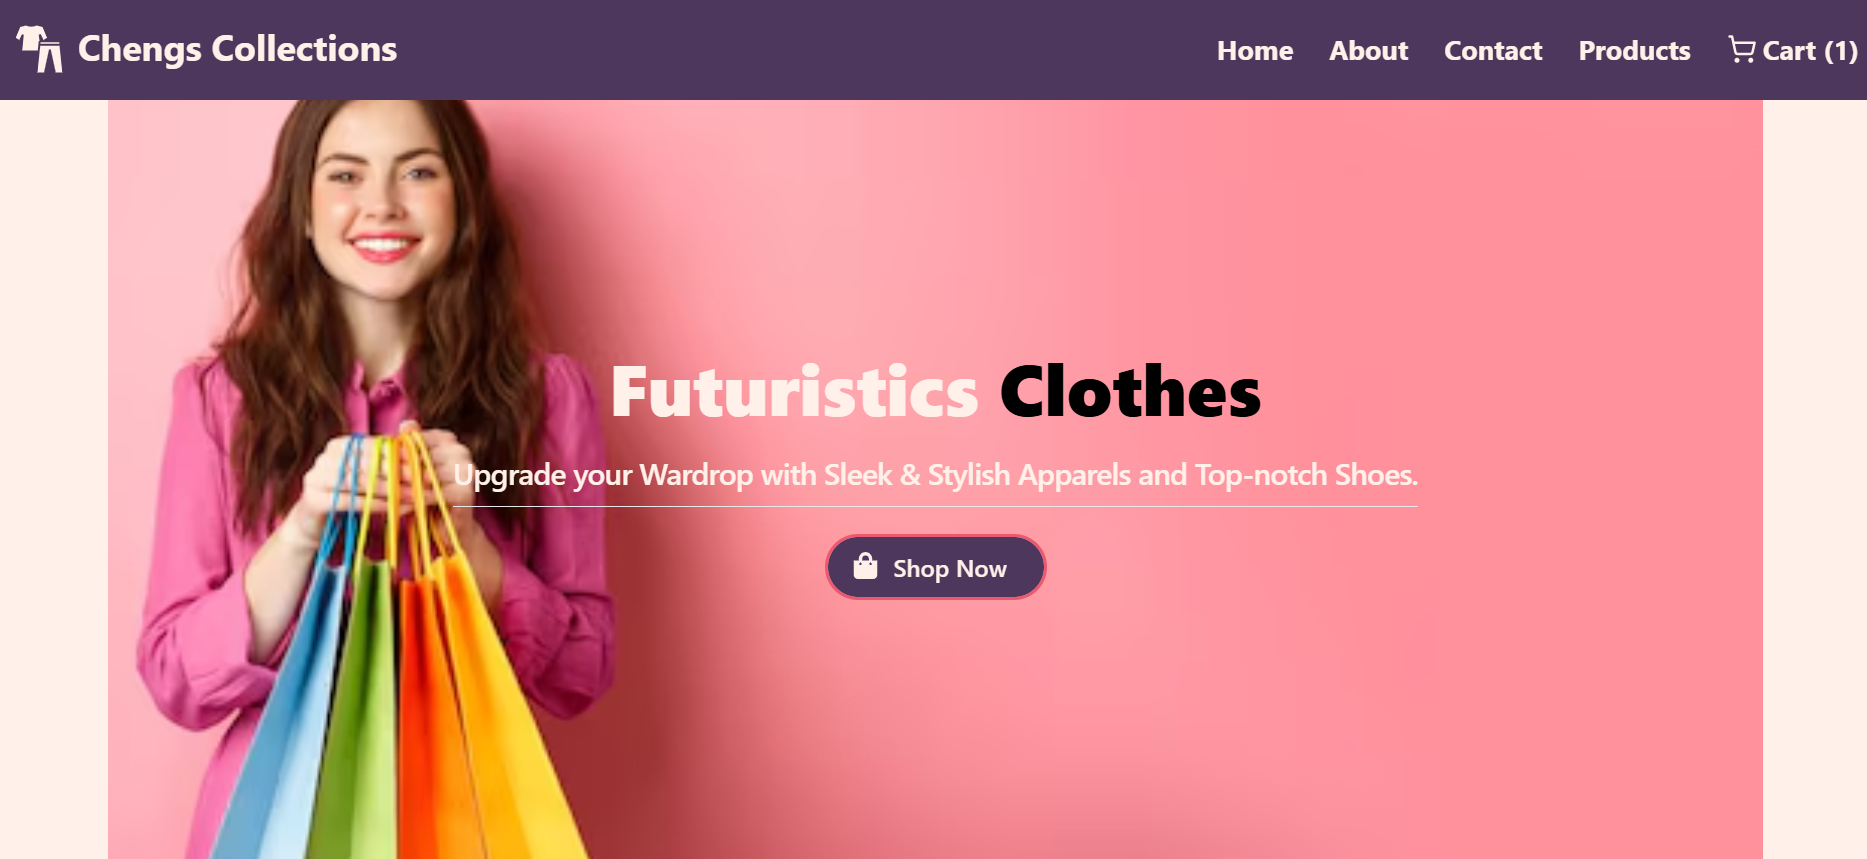 Chengs Collections
Home About Contact Products Cart (1)
Futuristics Clothes
Upgrade your Wardrop with Sleek & Stylish Apparels and Top-notch Shoes.
Shop Now